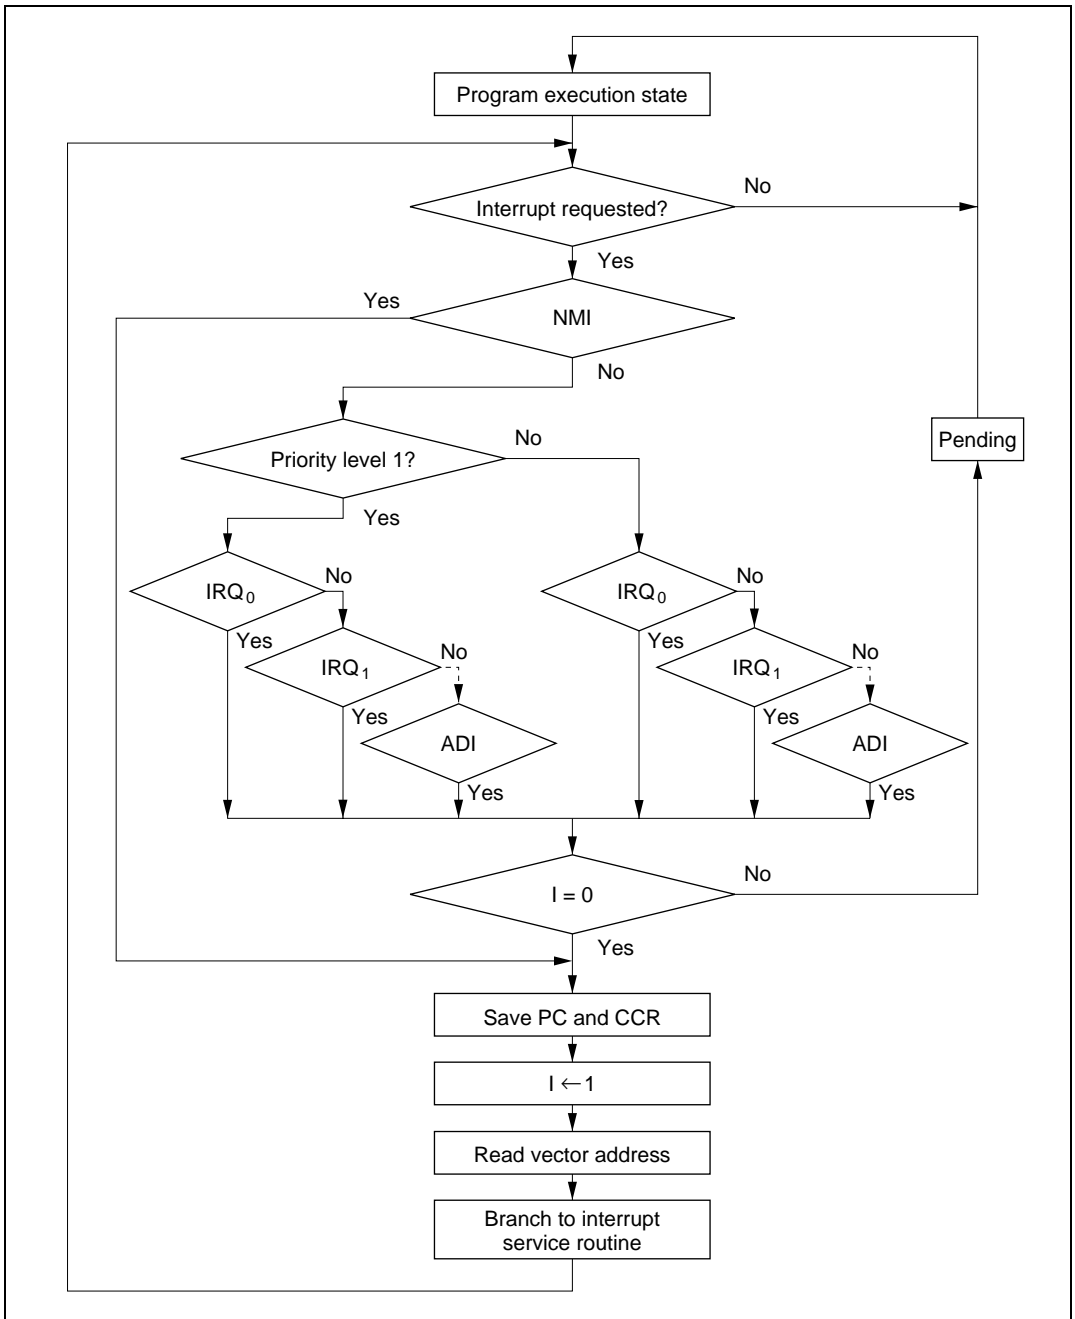 Program execution state
Interrupt requested?
No
Yes
Yes
NMI
No
Pending
Priority level 1?
No
Yes
IRQ0
No
IRQ0
No
Yes
IRQ1
No
Yes
IRQ1
No
Yes
ADI
Yes
ADI
Yes
Yes
I = 0
No
Yes
Save PC and CCR
I ← 1
Read vector address
Branch to interrupt
service routine